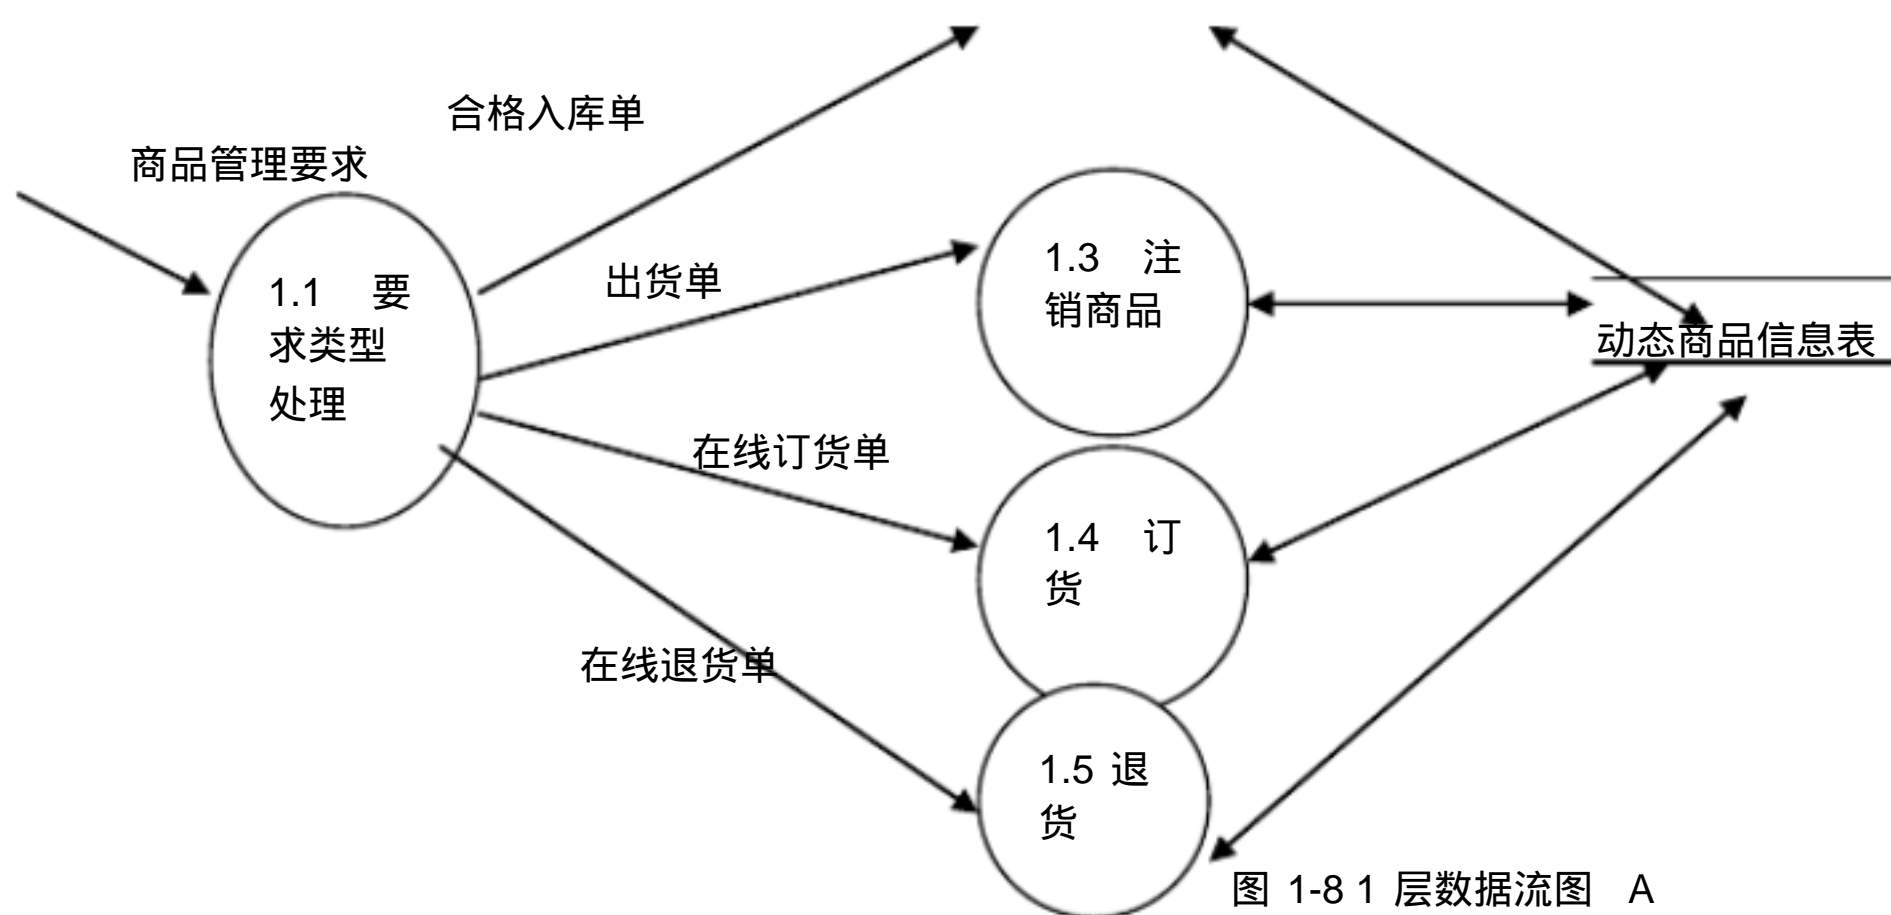 合格入库单
商品管理要求
1.3 注
销商品
出货单
1.1 要
求类型
处理
动态商品信息表
在线订货单
1.4 订
货
在线退货单
1.5 退
货
图 1-8 1 层数据流图 A